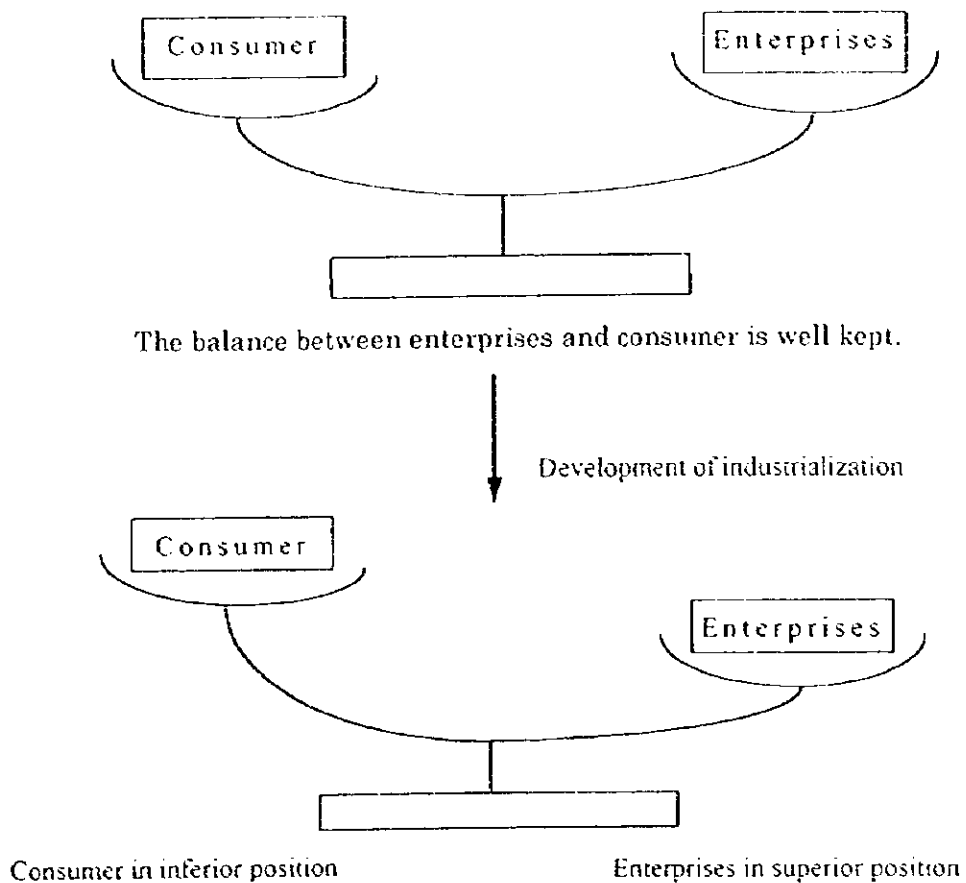 Consumer
Enterprises
The balance between enterprises and consumer is well kept.
Development of industrialization
Consumer
Enterprises
Consumer in inferior position
Enterprises in superior position